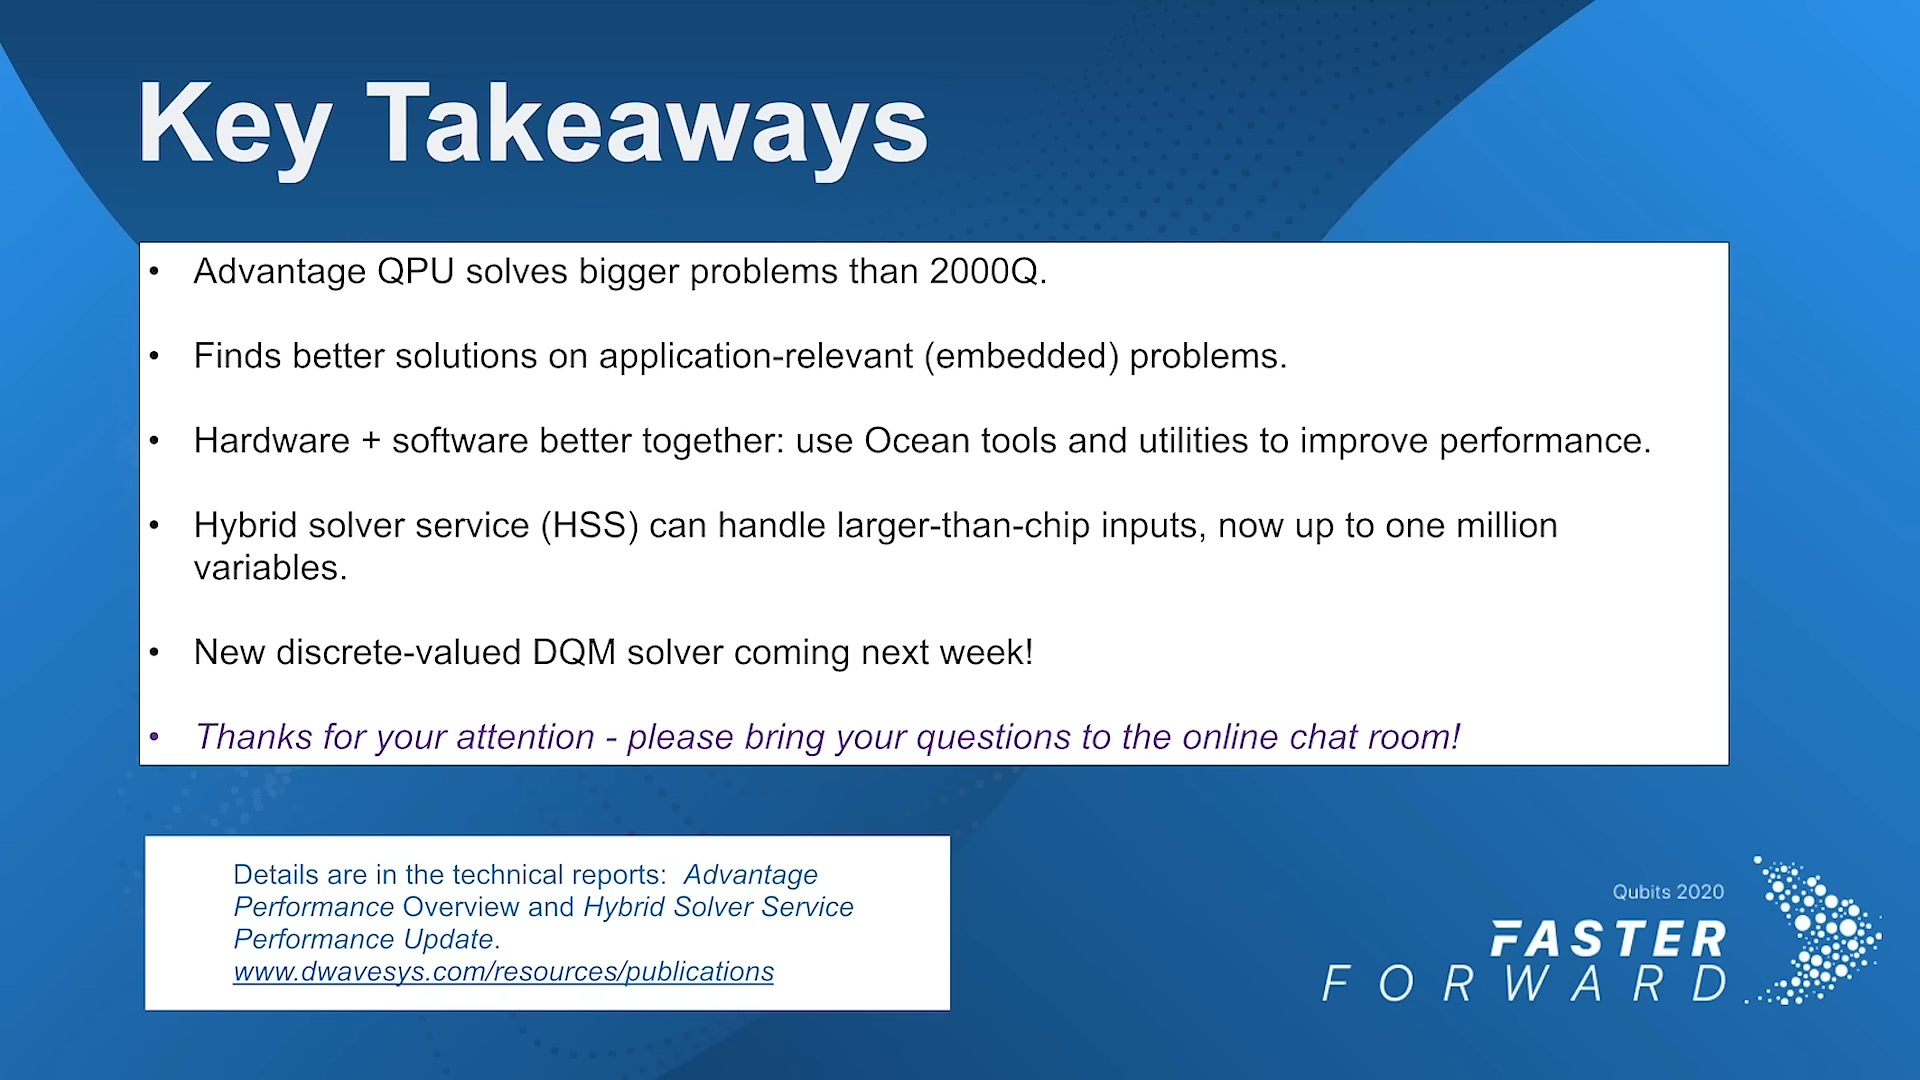 Key Takeaways
• Advantage QPU solves bigger problems than 2000Q.
• Finds better solutions on application-relevant (embedded) problems.
• Hardware + software better together: use Ocean tools and utilities to improve performance.
• Hybrid solver service (HSS) can handle larger-than-chip inputs, now up to one million
variables.
• New discrete-valued DQM solver coming next week!
• Thanks for your attention - please bring your questions to the online chat room!
Details are in the technical reports:  Advantage
Performance Overview and Hybrid Solver Service
Performance Update.
www.dwavesys.com/resources/publications
Qubits 2020
FASTER
FORWARD